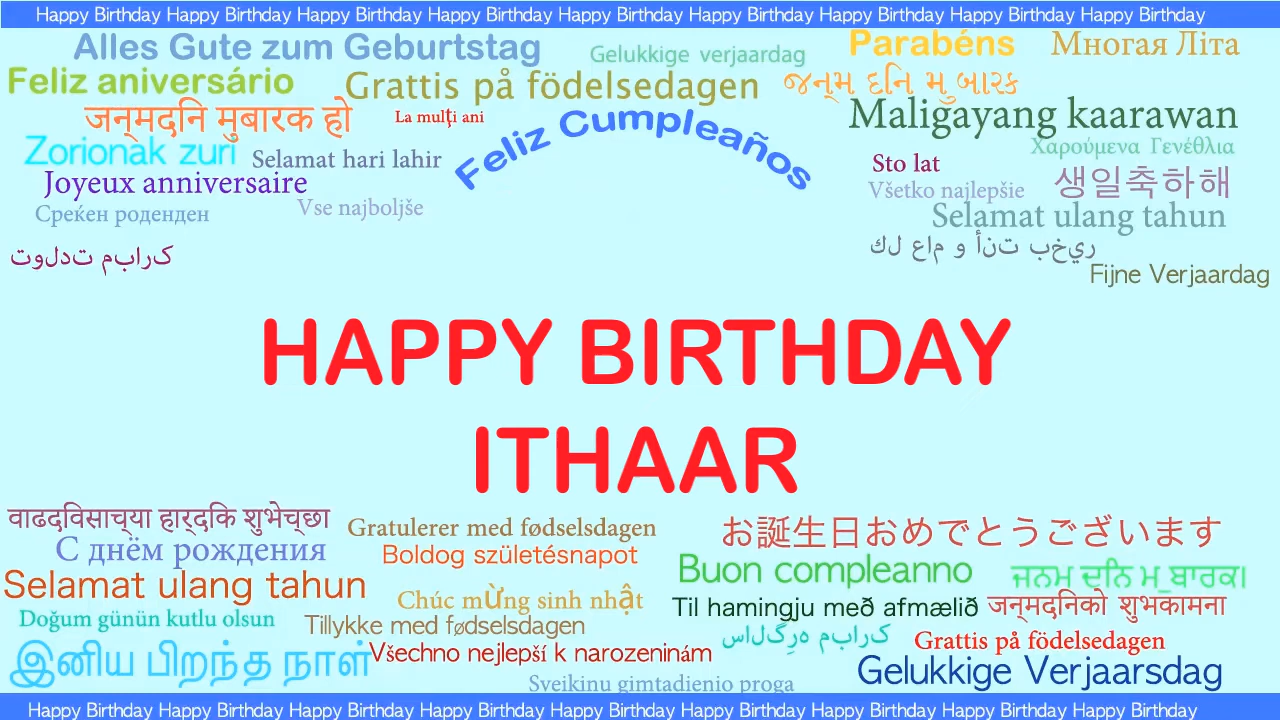 Happy Birthday Happy Birthday Happy Birthday Happy Birthday Happy Birthday Happy Birthday Happy Birthday Happy Birthday Happy Birthday
Alles Gute zum Geburtstag
Gelukkige verjaardag
Parabéns
Многая Літа
Feliz aniversário
Grattis på födelsedagen
જન્મ દનિ મુબારક
जन्मदनि मुबारक हो
La mulţi ani
Feliz Cumpleaños
Maligayang kaarawan
Zorionak zuri
Selamat hari lahir
Χαρούμενα Γενέθλια
Sto lat
Joyeux anniversaire
Všetko najlepšie
생일축하해
Среќен роденден
Vse najboljše
Selamat ulang tahun
تولدت مبارک
كل عام و أنت بخير
Fijne Verjaardag
HAPPY BIRTHDAY
ITHAAR
वाढदविसाच्या हार्दकि शुभेच्छा
Gratulerer med fødselsdagen
お誕生日おめでとうございます
С днём рождения
Boldog születésnapot
Buon compleanno
ਜਨਮ ਦਨਿ ਮੁਬਾਰਕ।
Selamat ulang tahun
Chúc mừng sinh nhật
Til hamingju með afmælið
जन्मदनिको शुभकामना
Doğum günün kutlu olsun
Tillykke med fødselsdagen
سالگرہ مبارک
Grattis på födelsedagen
இனிய பிறந்த நாள்
Všechno nejlepší k narozeninám
Gelukkige Verjaarsdag
Sveikinu gimtadienio proga
Happy Birthday Happy Birthday Happy Birthday Happy Birthday Happy Birthday Happy Birthday Happy Birthday Happy Birthday Happy Birthday